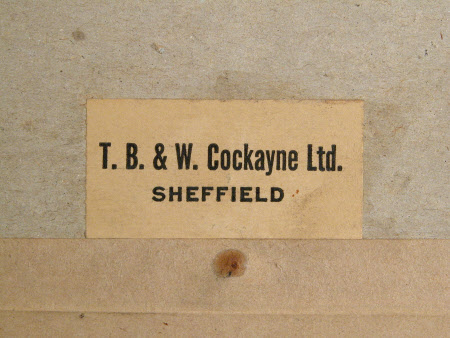 T. B. & W. Cockayne Ltd.
SHEFFIELD